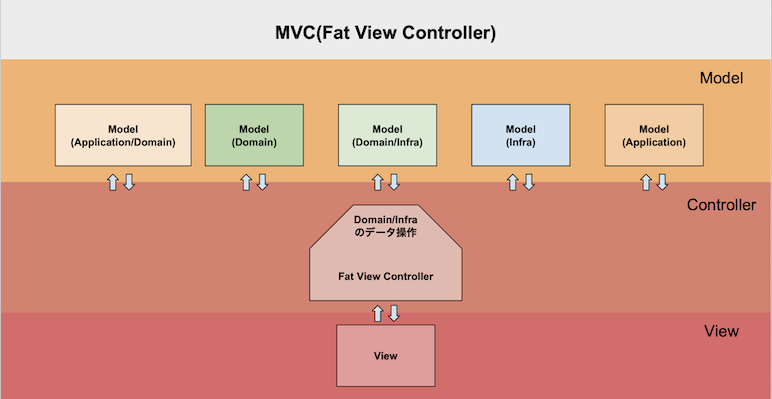 MVC(Fat View Controller)
Model
Model
(Application/Domain)
Model
(Domain)
Model
(Domain/Infra)
Model
(Infra)
Model
(Application)
Controller
Domain/Infra
のデータ操作
Fat View Controller
View
View